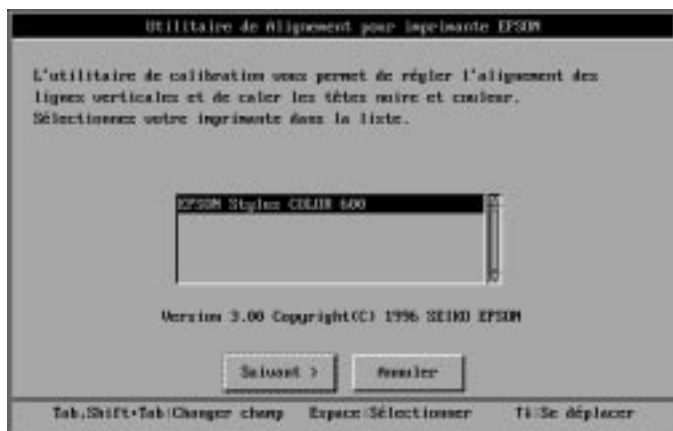 Utilitaire de Alignement pour imprimante EPSON
L'utilitaire de calibration vous permet de régler l'alignement des
lignes verticales et de caler les têtes noire et couleur.
Sélectionnez votre imprimante dans la liste.
EPSON Stylus COLOR 600
Version 3.00 Copyright(C) 1996 SEIKO EPSON
Suivant > Annuler
Tab,Shift+Tab:Changer champ Espace:Sélectionner ↑↓:Se déplacer